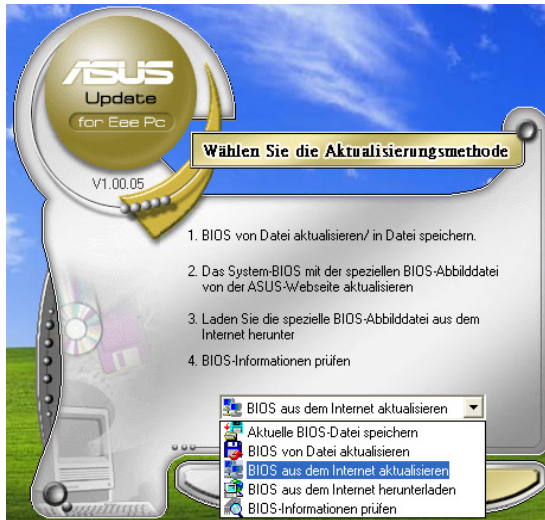 ASUS
Update
for Eee Pc
Wählen Sie die Aktualisierungsmethode
V1.00.05
1. BIOS von Datei aktualisieren/ in Datei speichern.
2. Das System-BIOS mit der speziellen BIOS-Abbilddatei
von der ASUS-Webseite aktualisieren
3. Laden Sie die spezielle BIOS-Abbilddatei aus dem
Internet herunter
4. BIOS-Informationen prüfen
BIOS aus dem Internet aktualisieren
Aktuelle BIOS-Datei speichern
BIOS von Datei aktualisieren
BIOS aus dem Internet aktualisieren
BIOS aus dem Internet herunterladen
BIOS-Informationen prüfen